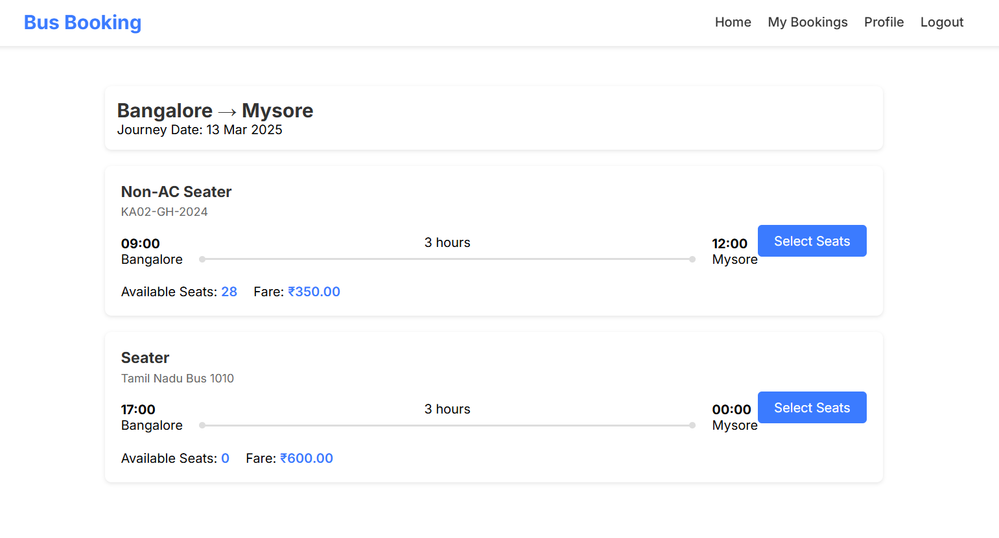 Bus Booking
Home My Bookings Profile Logout
Bangalore → Mysore
Journey Date: 13 Mar 2025
Non-AC Seater
KA02-GH-2024
09:00 3 hours 12:00 Select Seats
Bangalore Mysore
Available Seats: 28 Fare: ₹350.00
Seater
Tamil Nadu Bus 1010
17:00 3 hours 00:00 Select Seats
Bangalore Mysore
Available Seats: 0 Fare: ₹600.00